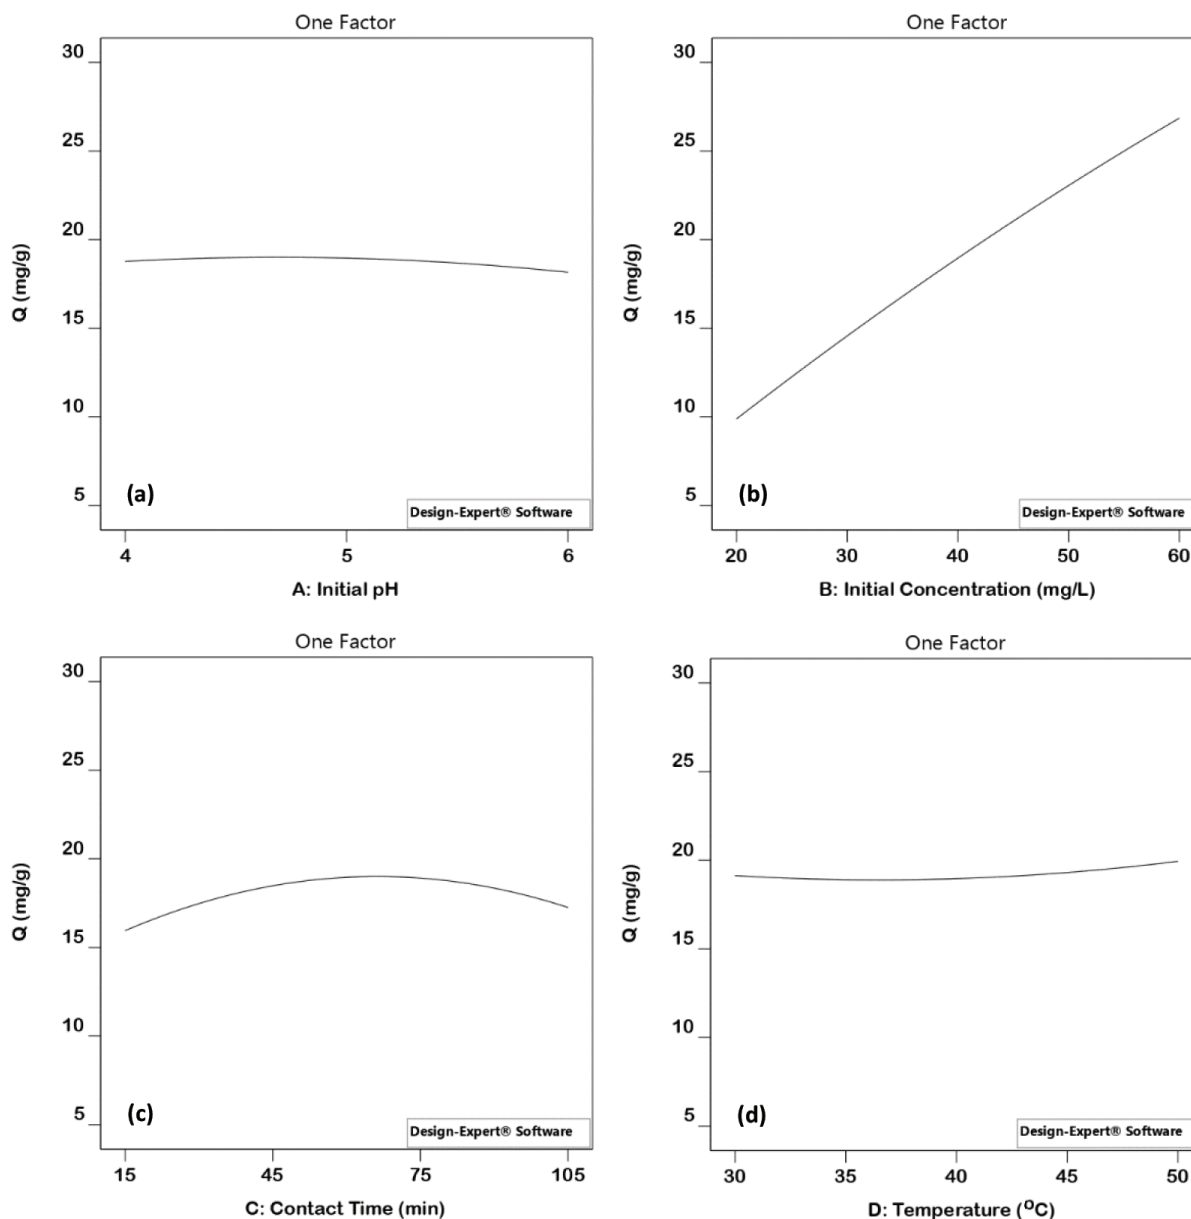 One Factor
30
25
20
15
10
5
Q (mg/g)
(a)
Design-Expert® Software
4 5 6
A: Initial pH
One Factor
30
25
20
15
10
5
Q (mg/g)
(b)
Design-Expert® Software
20 30 40 50 60
B: Initial Concentration (mg/L)
One Factor
30
25
20
15
10
5
Q (mg/g)
(c)
Design-Expert® Software
15 45 75 105
C: Contact Time (min)
One Factor
30
25
20
15
10
5
Q (mg/g)
(d)
Design-Expert® Software
30 35 40 45 50
D: Temperature (⁰C)